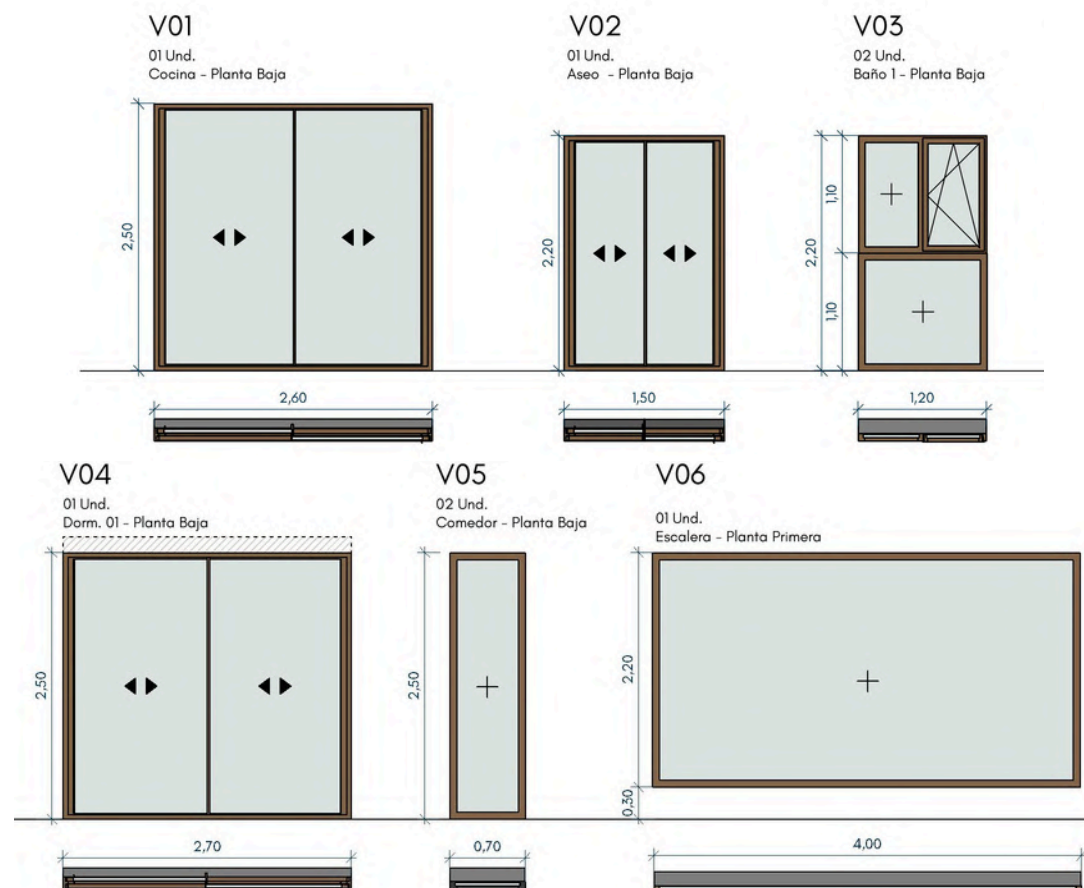 V01
01 Und.
Cocina - Planta Baja
2,50
2,60
V02
01 Und.
Aseo - Planta Baja
2,20
1,50
V03
02 Und.
Baño 1 - Planta Baja
2,20
1,10
1,10
1,20
V04
01 Und.
Dorm. 01 - Planta Baja
2,50
2,70
V05
02 Und.
Comedor - Planta Baja
2,50
0,70
V06
01 Und.
Escalera - Planta Primera
2,20
0,30
4,00